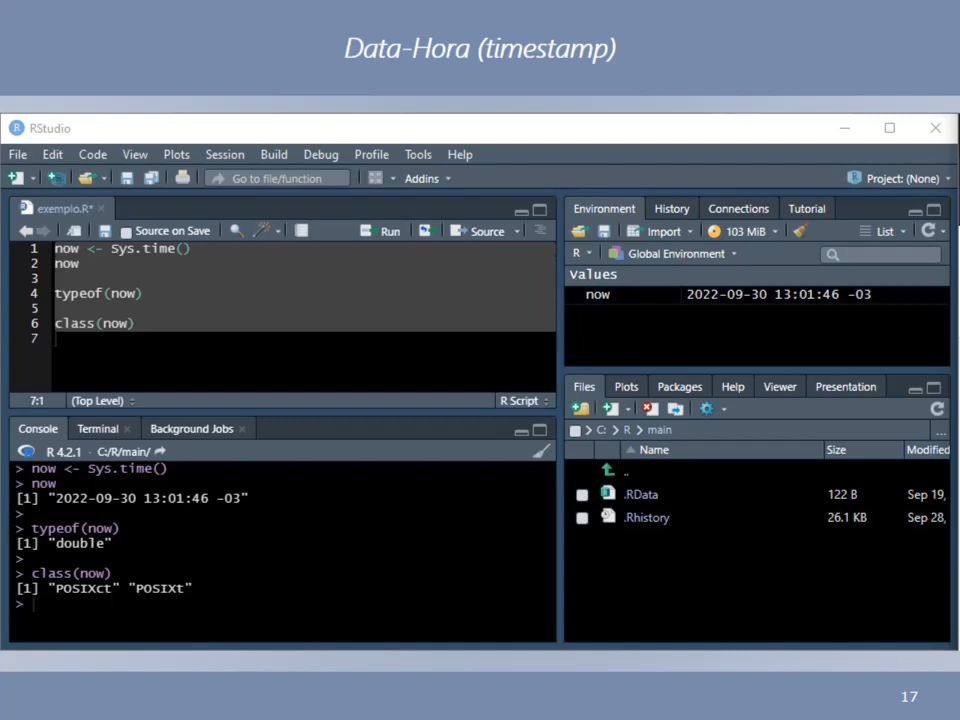 Data-Hora (timestamp)
RStudio
File Edit Code View Plots Session Build Debug Profile Tools Help
Go to file/function Addins Project: (None)
exemplo.R*
Source on Save Run Source
1 now <- Sys.time()
2 now
3
4 typeof(now)
5
6 class(now)
7
7:1 (Top Level) R Script
Console Terminal Background Jobs
R 4.2.1 · C:/R/main/
> now <- Sys.time()
> now
[1] "2022-09-30 13:01:46 -03"
>
> typeof(now)
[1] "double"
>
> class(now)
[1] "POSIXct" "POSIXt"
>
Environment History Connections Tutorial
Import 103 MiB List
R Global Environment
Values
now 2022-09-30 13:01:46 -03
Files Plots Packages Help Viewer Presentation
C: R main ...
Name Size Modified
..
.RData 122 B Sep 19,
.Rhistory 26.1 KB Sep 28,
17